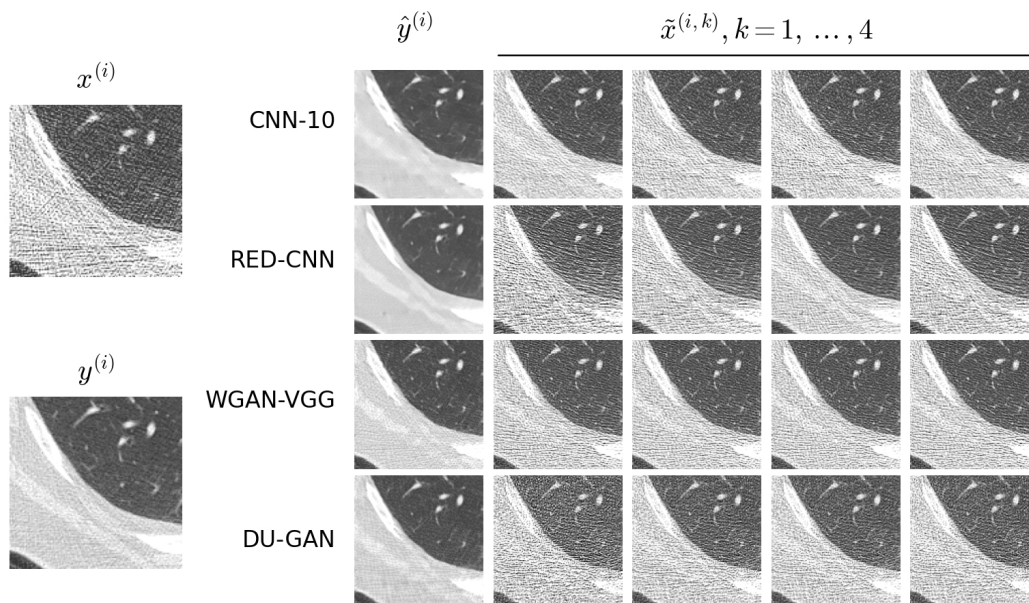 ŷ⁽ⁱ⁾
x̃⁽ⁱ,ᵏ⁾, k = 1, …, 4
x⁽ⁱ⁾
CNN-10
RED-CNN
y⁽ⁱ⁾
WGAN-VGG
DU-GAN